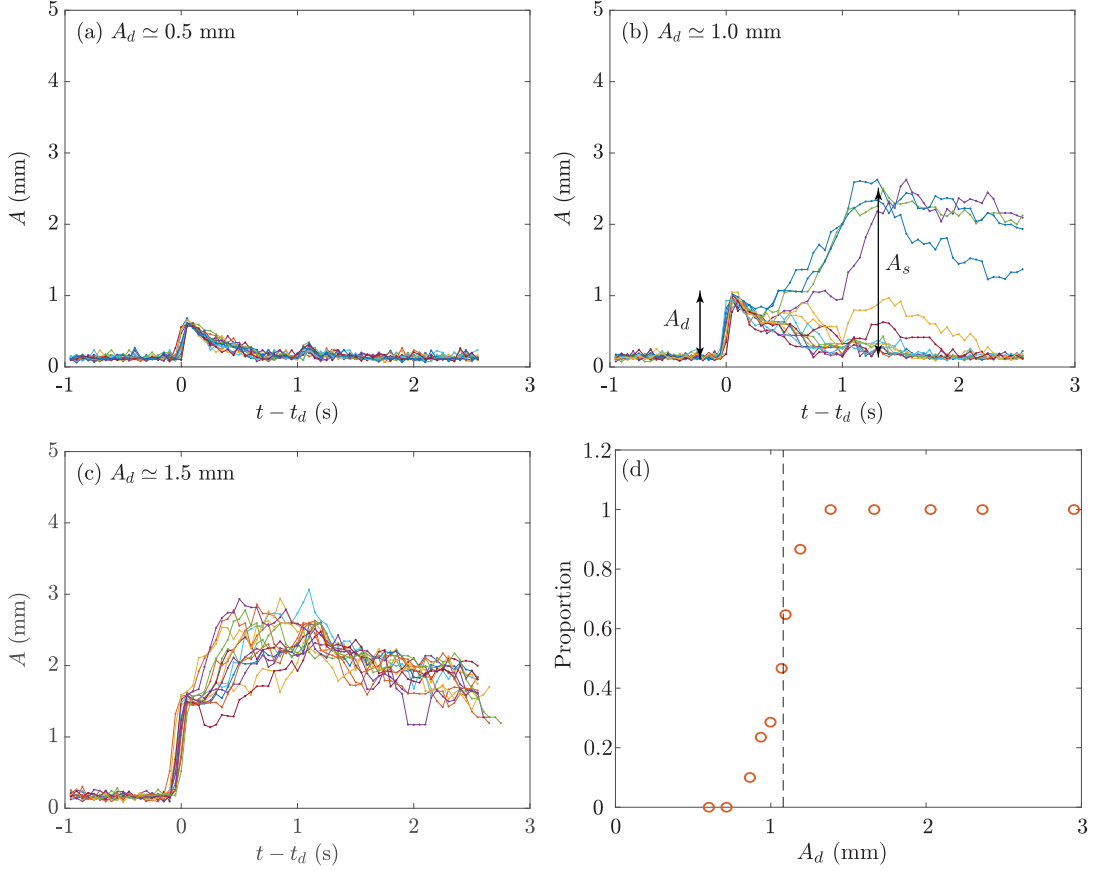 (a) A_d ≃ 0.5 mm
5
4
3
2
1
0
A (mm)
-1 0 1 2 3
t − t_d (s)
(b) A_d ≃ 1.0 mm
5
4
3
2
1
0
A (mm)
A_d
A_s
-1 0 1 2 3
t − t_d (s)
(c) A_d ≃ 1.5 mm
5
4
3
2
1
0
A (mm)
-1 0 1 2 3
t − t_d (s)
(d)
1.2
1
0.8
0.6
0.4
0.2
0
Proportion
0 1 2 3
A_d (mm)